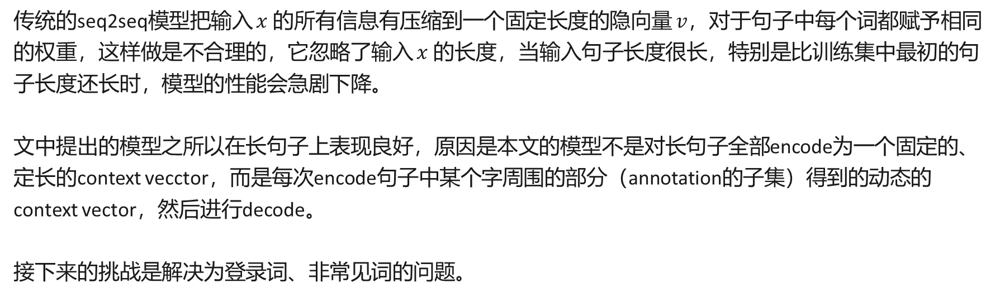 传统的seq2seq模型把输入 x 的所有信息有压缩到一个固定长度的隐向量 v，对于句子中每个词都赋予相同
的权重，这样做是不合理的，它忽略了输入 x 的长度，当输入句子长度很长，特别是比训练集中最初的句
子长度还长时，模型的性能会急剧下降。
文中提出的模型之所以在长句子上表现良好，原因是本文的模型不是对长句子全部encode为一个固定的、
定长的context vecctor，而是每次encode句子中某个字周围的部分（annotation的子集）得到的动态的
context vector，然后进行decode。
接下来的挑战是解决为登录词、非常见词的问题。